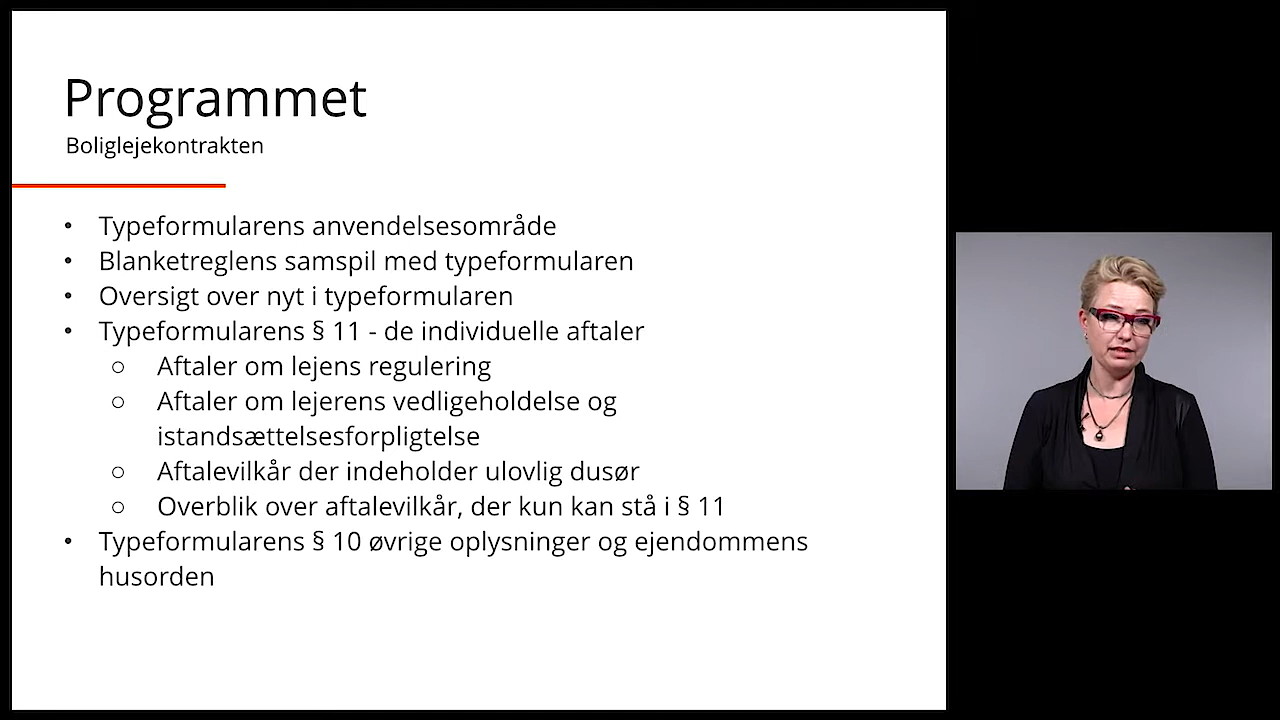 Programmet
Boliglejekontrakten
• Typeformularens anvendelsesområde
• Blanketreglens samspil med typeformularen
• Oversigt over nyt i typeformularen
• Typeformularens § 11 - de individuelle aftaler
○ Aftaler om lejens regulering
○ Aftaler om lejerens vedligeholdelse og
istandsættelsesforpligtelse
○ Aftalevilkår der indeholder ulovlig dusør
○ Overblik over aftalevilkår, der kun kan stå i § 11
• Typeformularens § 10 øvrige oplysninger og ejendommens
husorden